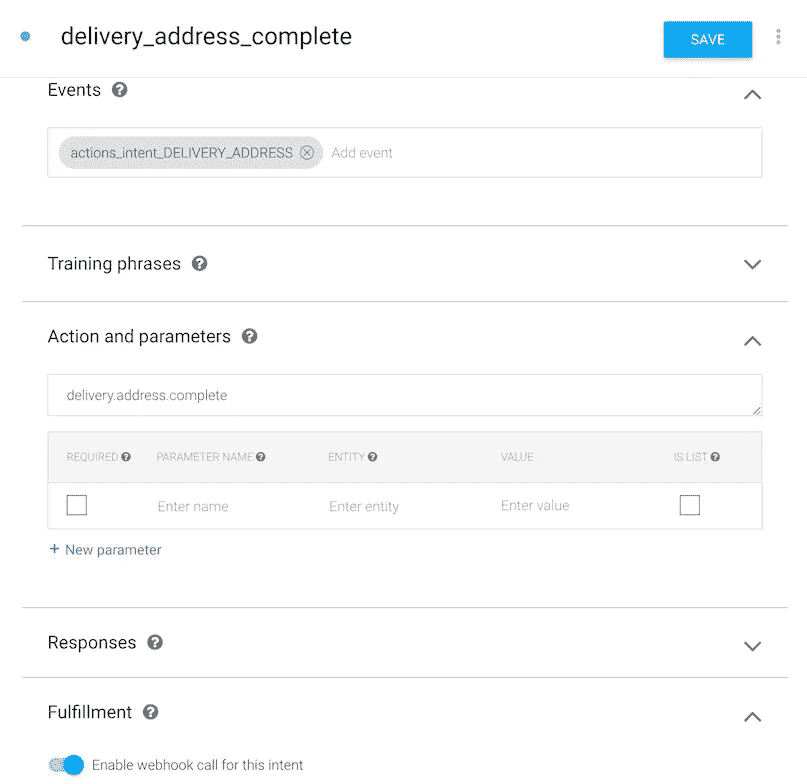 delivery_address_complete
SAVE
Events ?
actions_intent_DELIVERY_ADDRESS Add event
Training phrases ?
Action and parameters ?
delivery.address.complete
REQUIRED ? PARAMETER NAME ? ENTITY ? VALUE IS LIST ?
Enter name Enter entity Enter value
+ New parameter
Responses ?
Fulfillment ?
Enable webhook call for this intent